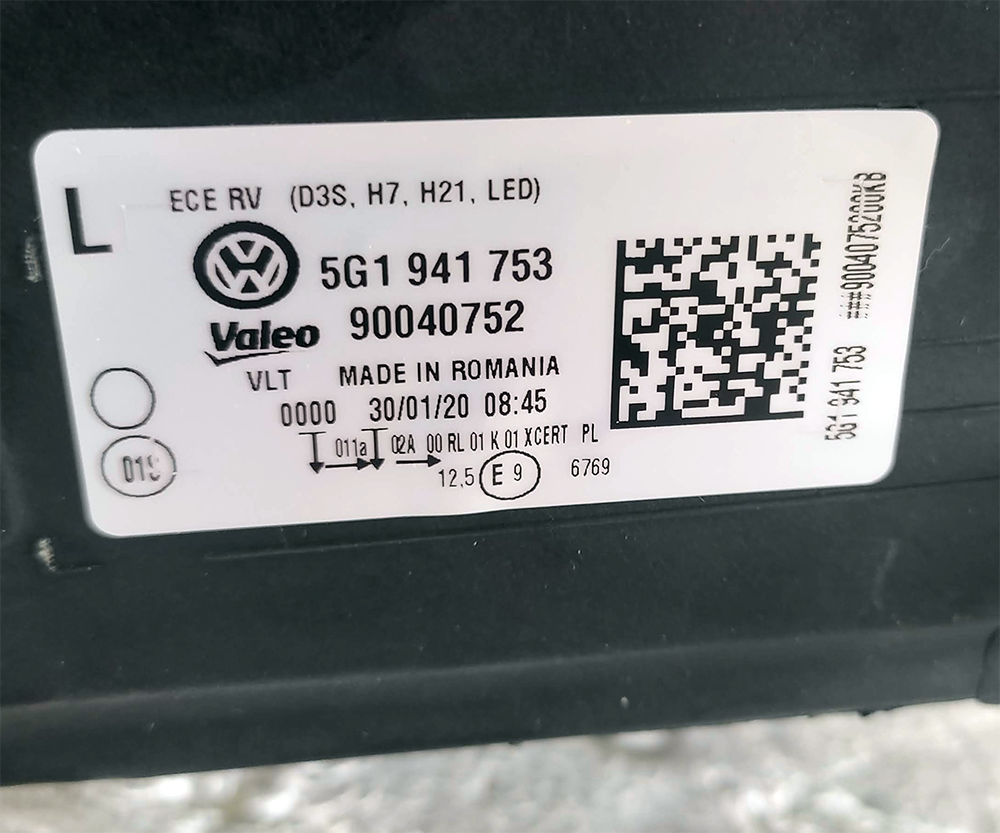 L
ECE RV (D3S, H7, H21, LED)
5G1 941 753
Valeo 90040752
VLT MADE IN ROMANIA
0000 30/01/20 08:45
011a 02A 00 RL 01 K 01 XCERT PL
12,5 E 9 6769
5G1 941 753 ###90040752000KB